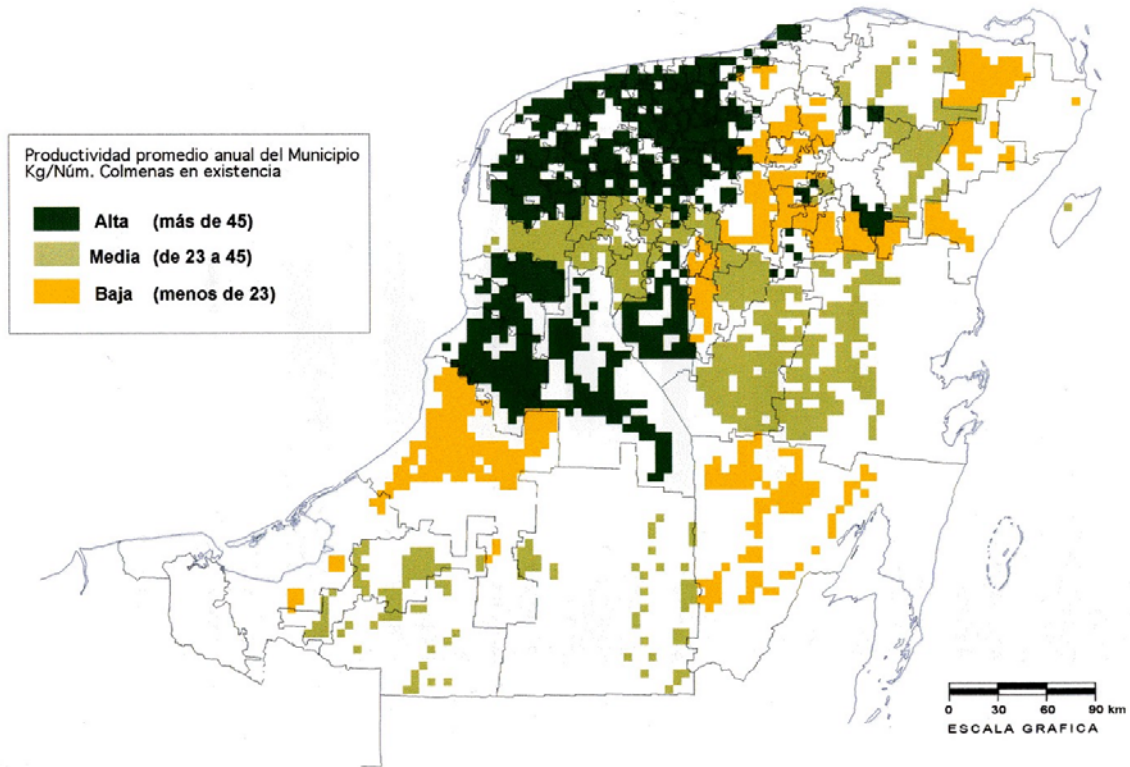 Productividad promedio anual del Municipio
Kg/Núm. Colmenas en existencia
Alta (más de 45)
Media (de 23 a 45)
Baja (menos de 23)
0 30 60 90 km
ESCALA GRAFICA